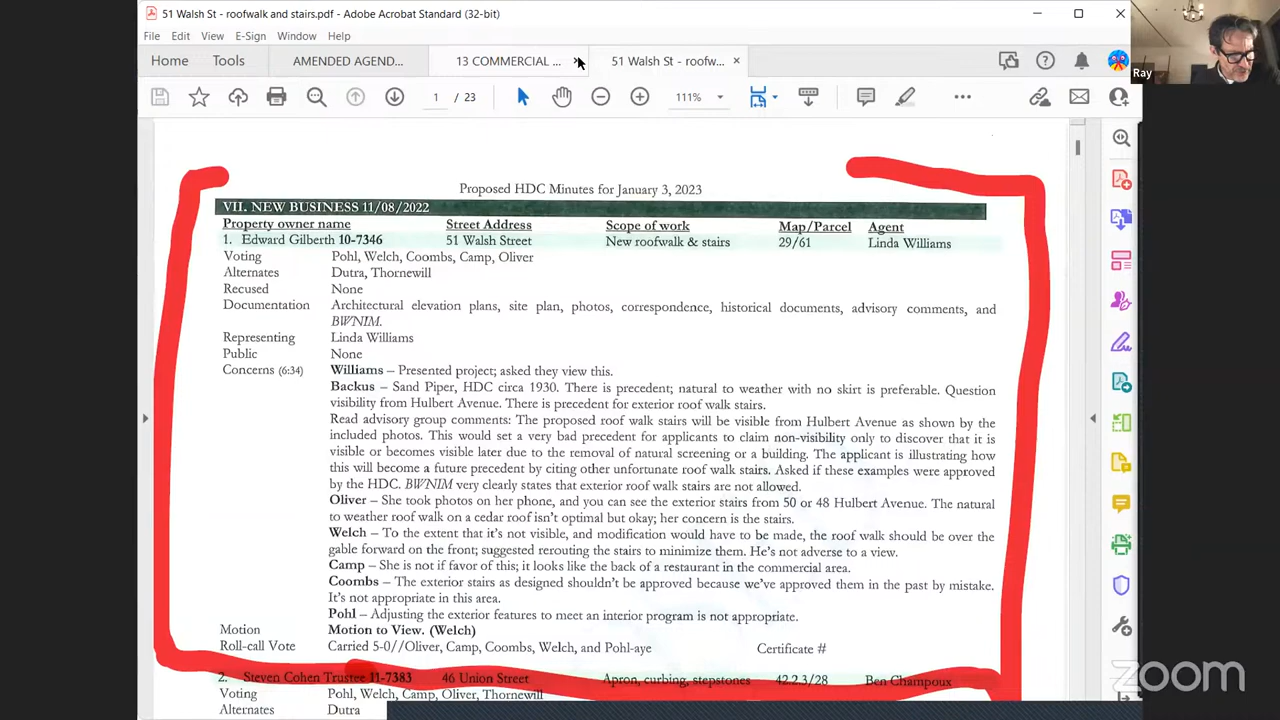 51 Walsh St - roofwalk and stairs.pdf - Adobe Acrobat Standard (32-bit)
File Edit View E-Sign Window Help
Home Tools AMENDED AGEND... 13 COMMERCIAL ... 51 Walsh St - roofw... ×
1 / 23 111%
Ray
Proposed HDC Minutes for January 3, 2023
VII. NEW BUSINESS 11/08/2022
Property owner name Street Address Scope of work Map/Parcel Agent
1. Edward Gilberth 10-7346 51 Walsh Street New roofwalk & stairs 29/61 Linda Williams
Voting Pohl, Welch, Coombs, Camp, Oliver
Alternates Dutra, Thornewill
Recused None
Documentation Architectural elevation plans, site plan, photos, correspondence, historical documents, advisory comments, and
BWNIM.
Representing Linda Williams
Public None
Concerns (6:34) Williams – Presented project; asked they view this.
Backus – Sand Piper, HDC circa 1930. There is precedent; natural to weather with no skirt is preferable. Question
visibility from Hulbert Avenue. There is precedent for exterior roof walk stairs.
Read advisory group comments: The proposed roof walk stairs will be visible from Hulbert Avenue as shown by the
included photos. This would set a very bad precedent for applicants to claim non-visibility only to discover that it is
visible or becomes visible later due to the removal of natural screening or a building. The applicant is illustrating how
this will become a future precedent by citing other unfortunate roof walk stairs. Asked if these examples were approved
by the HDC. BWNIM very clearly states that exterior roof walk stairs are not allowed.
Oliver – She took photos on her phone, and you can see the exterior stairs from 50 or 48 Hulbert Avenue. The natural
to weather roof walk on a cedar roof isn't optimal but okay; her concern is the stairs.
Welch – To the extent that it's not visible, and modification would have to be made, the roof walk should be over the
gable forward on the front; suggested rerouting the stairs to minimize them. He's not adverse to a view.
Camp – She is not if favor of this; it looks like the back of a restaurant in the commercial area.
Coombs – The exterior stairs as designed shouldn't be approved because we've approved them in the past by mistake.
It's not appropriate in this area.
Pohl – Adjusting the exterior features to meet an interior program is not appropriate.
Motion Motion to View. (Welch)
Roll-call Vote Carried 5-0//Oliver, Camp, Coombs, Welch, and Pohl-aye Certificate #
2. Steven Cohen Trustee 11-7383 46 Union Street Apron, curbing, stepstones 42.2.3/28 Ben Champoux
Voting Pohl, Welch, Camp, Oliver, Thornewill
Alternates Dutra
zoom